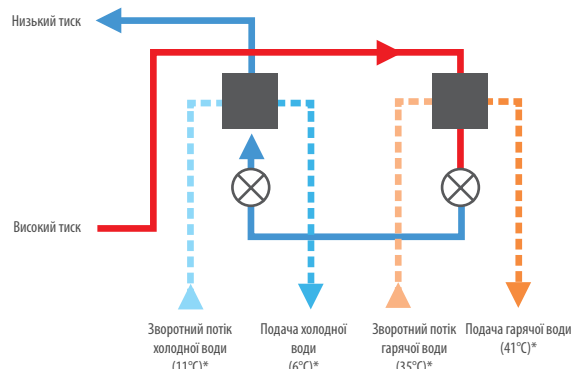 Низький тиск
Високий тиск
Зворотний потік
холодної води
(11°C)*
Подача холодної
води
(6°C)*
Зворотний потік
гарячої води
(35°C)*
Подача гарячої води
(41°C)*